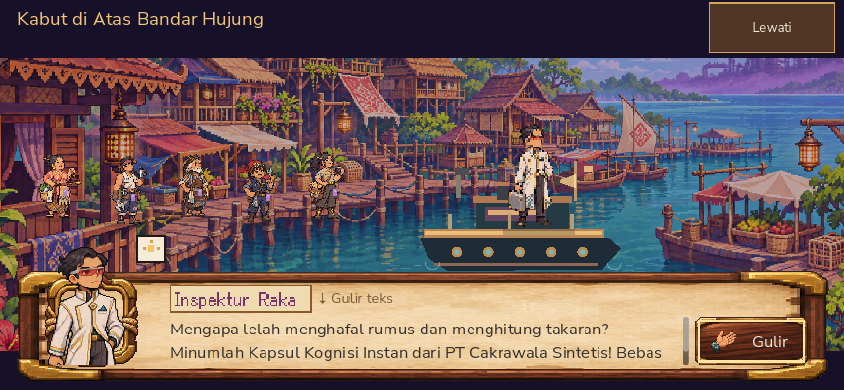 Kabut di Atas Bandar Hujung
Lewati
Inspektur Raka
↓ Gulir teks
Mengapa lelah menghafal rumus dan menghitung takaran?
Minumlah Kapsul Kognisi Instan dari PT Cakrawala Sintetis! Bebas
Gulir